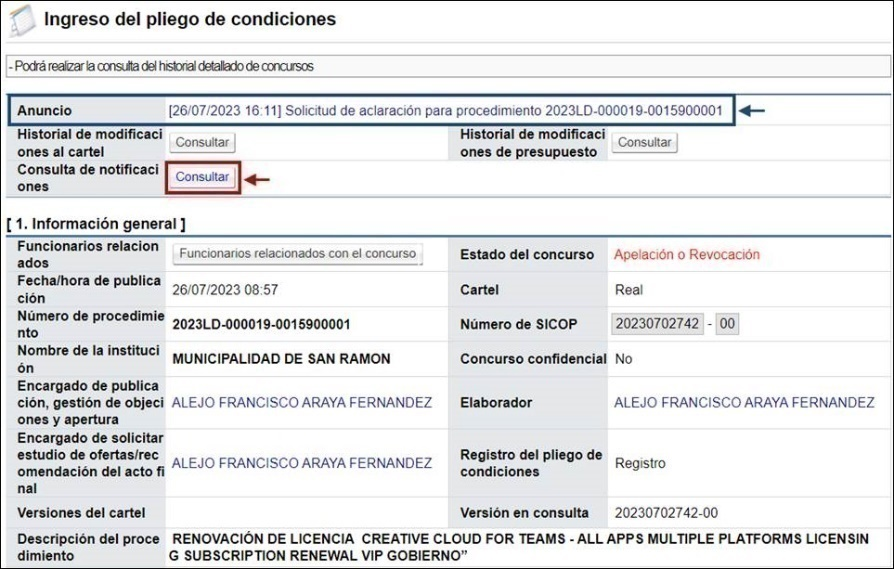 Ingreso del pliego de condiciones
- Podrá realizar la consulta del historial detallado de concursos
Anuncio [26/07/2023 16:11] Solicitud de aclaración para procedimiento 2023LD-000019-0015900001
Historial de modificaci
ones al cartel
Consultar
Historial de modificaci
ones de presupuesto
Consultar
Consulta de notificaci
ones
Consultar
[ 1. Información general ]
Funcionarios relacion
ados
Funcionarios relacionados con el concurso
Estado del concurso Apelación o Revocación
Fecha/hora de publica
ción
26/07/2023 08:57
Cartel Real
Número de procedimie
nto
2023LD-000019-0015900001
Número de SICOP 20230702742 - 00
Nombre de la instituci
ón
MUNICIPALIDAD DE SAN RAMON
Concurso confidencial No
Encargado de publica
ción, gestión de objeci
ones y apertura
ALEJO FRANCISCO ARAYA FERNANDEZ
Elaborador ALEJO FRANCISCO ARAYA FERNANDEZ
Encargado de solicitar
estudio de ofertas/rec
omendación del acto fi
nal
ALEJO FRANCISCO ARAYA FERNANDEZ
Registro del pliego de
condiciones
Registro
Versiones del cartel
Versión en consulta 20230702742-00
Descripción del proce
dimiento
RENOVACIÓN DE LICENCIA CREATIVE CLOUD FOR TEAMS - ALL APPS MULTIPLE PLATFORMS LICENSIN
G SUBSCRIPTION RENEWAL VIP GOBIERNO”